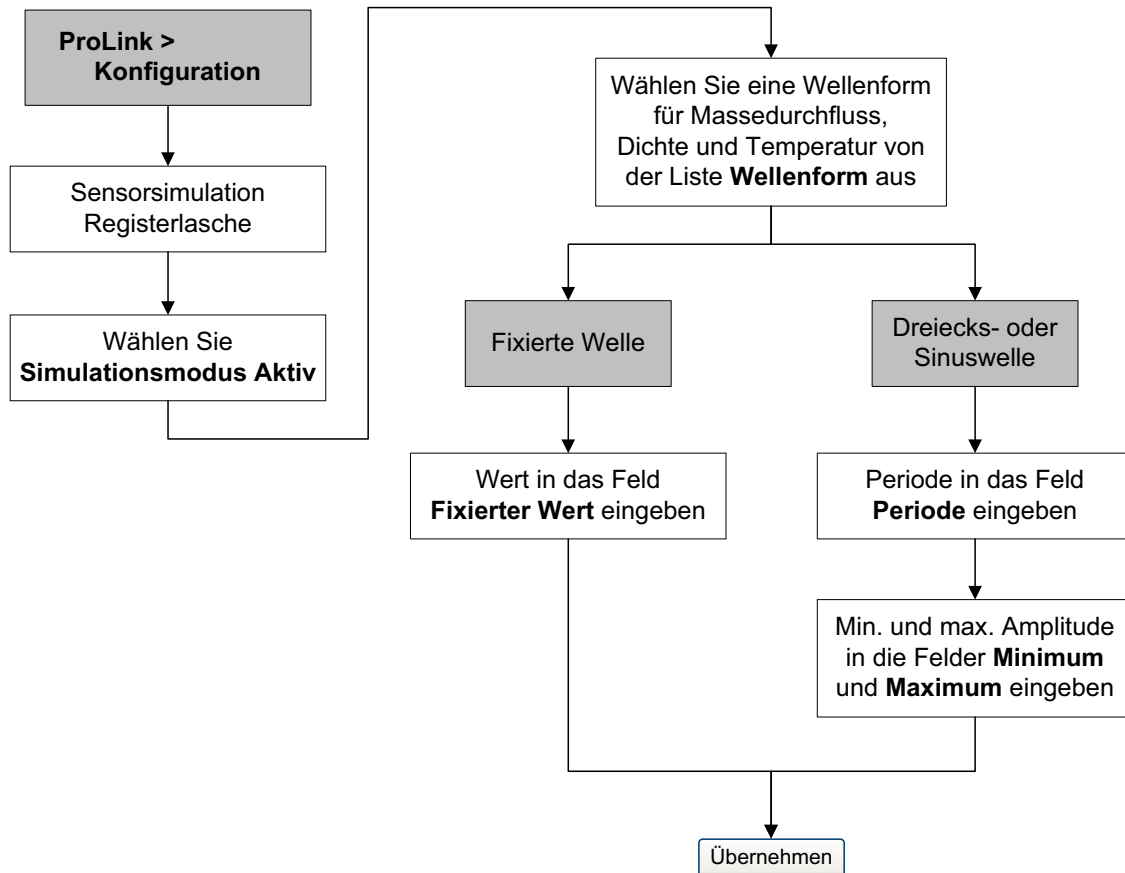 ProLink >
Konfiguration
Sensorsimulation
Registerlasche
Wählen Sie
Simulationsmodus Aktiv
Wählen Sie eine Wellenform
für Massedurchfluss,
Dichte und Temperatur von
der Liste Wellenform aus
Fixierte Welle
Wert in das Feld
Fixierter Wert eingeben
Dreiecks- oder
Sinuswelle
Periode in das Feld
Periode eingeben
Min. und max. Amplitude
in die Felder Minimum
und Maximum eingeben
Übernehmen